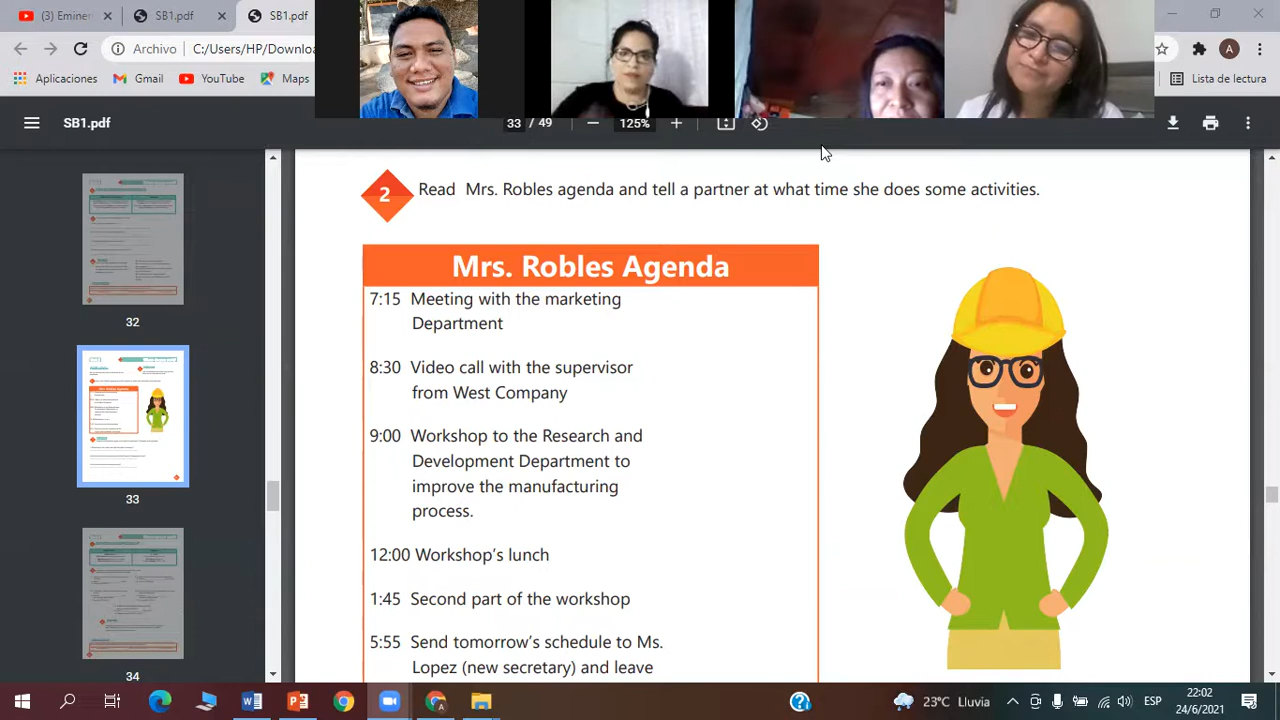 (3) Emine
SB1.pdf
SB1.pdf
Archivo
C:/Users/HP/Downlo
A
Aplicaciones
Gmail
YouTube
Maps
Lista de lectura
SB1.pdf
33 / 49
125%
2
Read Mrs. Robles agenda and tell a partner at what time she does some activities.
Mrs. Robles Agenda
7:15 Meeting with the marketing
Department
8:30 Video call with the supervisor
from West Company
9:00 Workshop to the Research and
Development Department to
improve the manufacturing
process.
12:00 Workshop's lunch
1:45 Second part of the workshop
5:55 Send tomorrow's schedule to Ms.
Lopez (new secretary) and leave
32
33
34
23°C Lluvia
ESP
22:02
24/6/2021